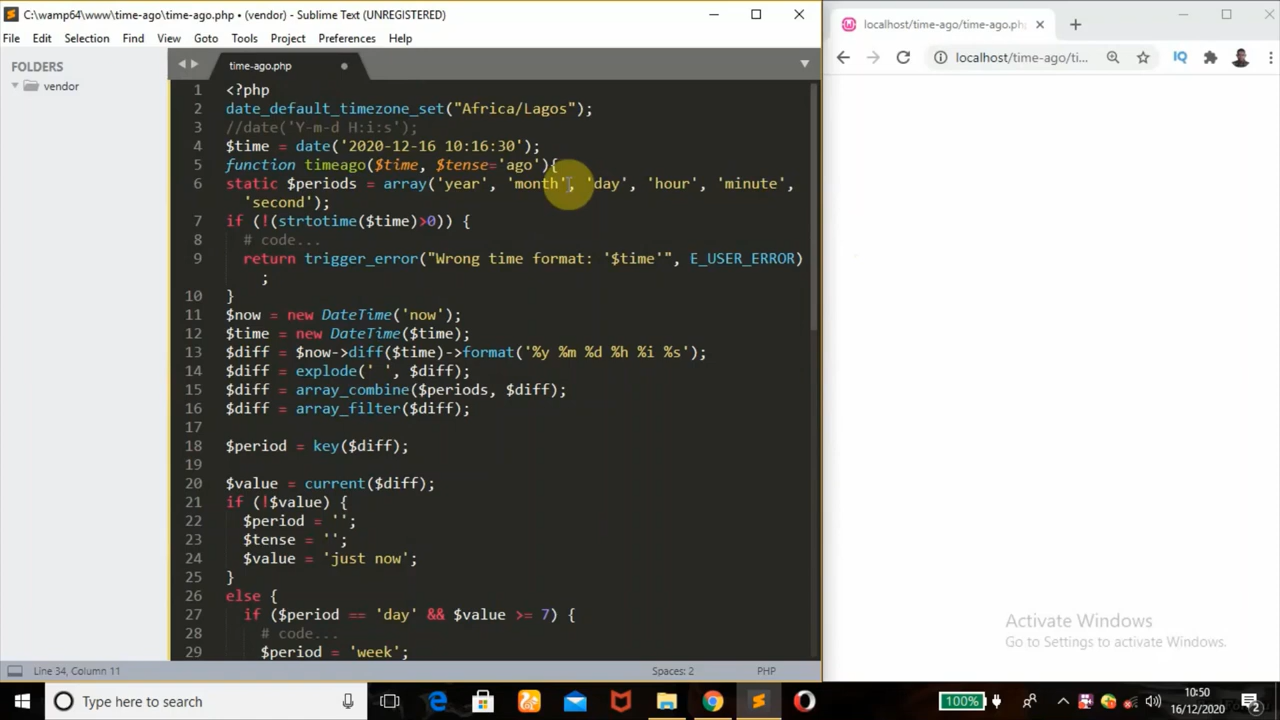 C:\wamp64\www\time-ago\time-ago.php • (vendor) - Sublime Text (UNREGISTERED)
File Edit Selection Find View Goto Tools Project Preferences Help
FOLDERS
vendor
time-ago.php
1 <?php
2 date_default_timezone_set("Africa/Lagos");
3 //date('Y-m-d H:i:s');
4 $time = date('2020-12-16 10:16:30');
5 function timeago($time, $tense='ago'){
6 static $periods = array('year', 'month', 'day', 'hour', 'minute',
'second');
7 if (!(strtotime($time)>0)) {
8 # code...
9 return trigger_error("Wrong time format: '$time'", E_USER_ERROR)
;
10 }
11 $now = new DateTime('now');
12 $time = new DateTime($time);
13 $diff = $now->diff($time)->format('%y %m %d %h %i %s');
14 $diff = explode(' ', $diff);
15 $diff = array_combine($periods, $diff);
16 $diff = array_filter($diff);
17
18 $period = key($diff);
19
20 $value = current($diff);
21 if (!$value) {
22 $period = '';
23 $tense = '';
24 $value = 'just now';
25 }
26 else {
27 if ($period == 'day' && $value >= 7) {
28 # code...
29 $period = 'week';
Line 34, Column 11
Spaces: 2
PHP
localhost/time-ago/time-ago.php
localhost/time-ago/ti...
IQ
Activate Windows
Go to Settings to activate Windows.
Type here to search
100%
10:50
16/12/2020
2